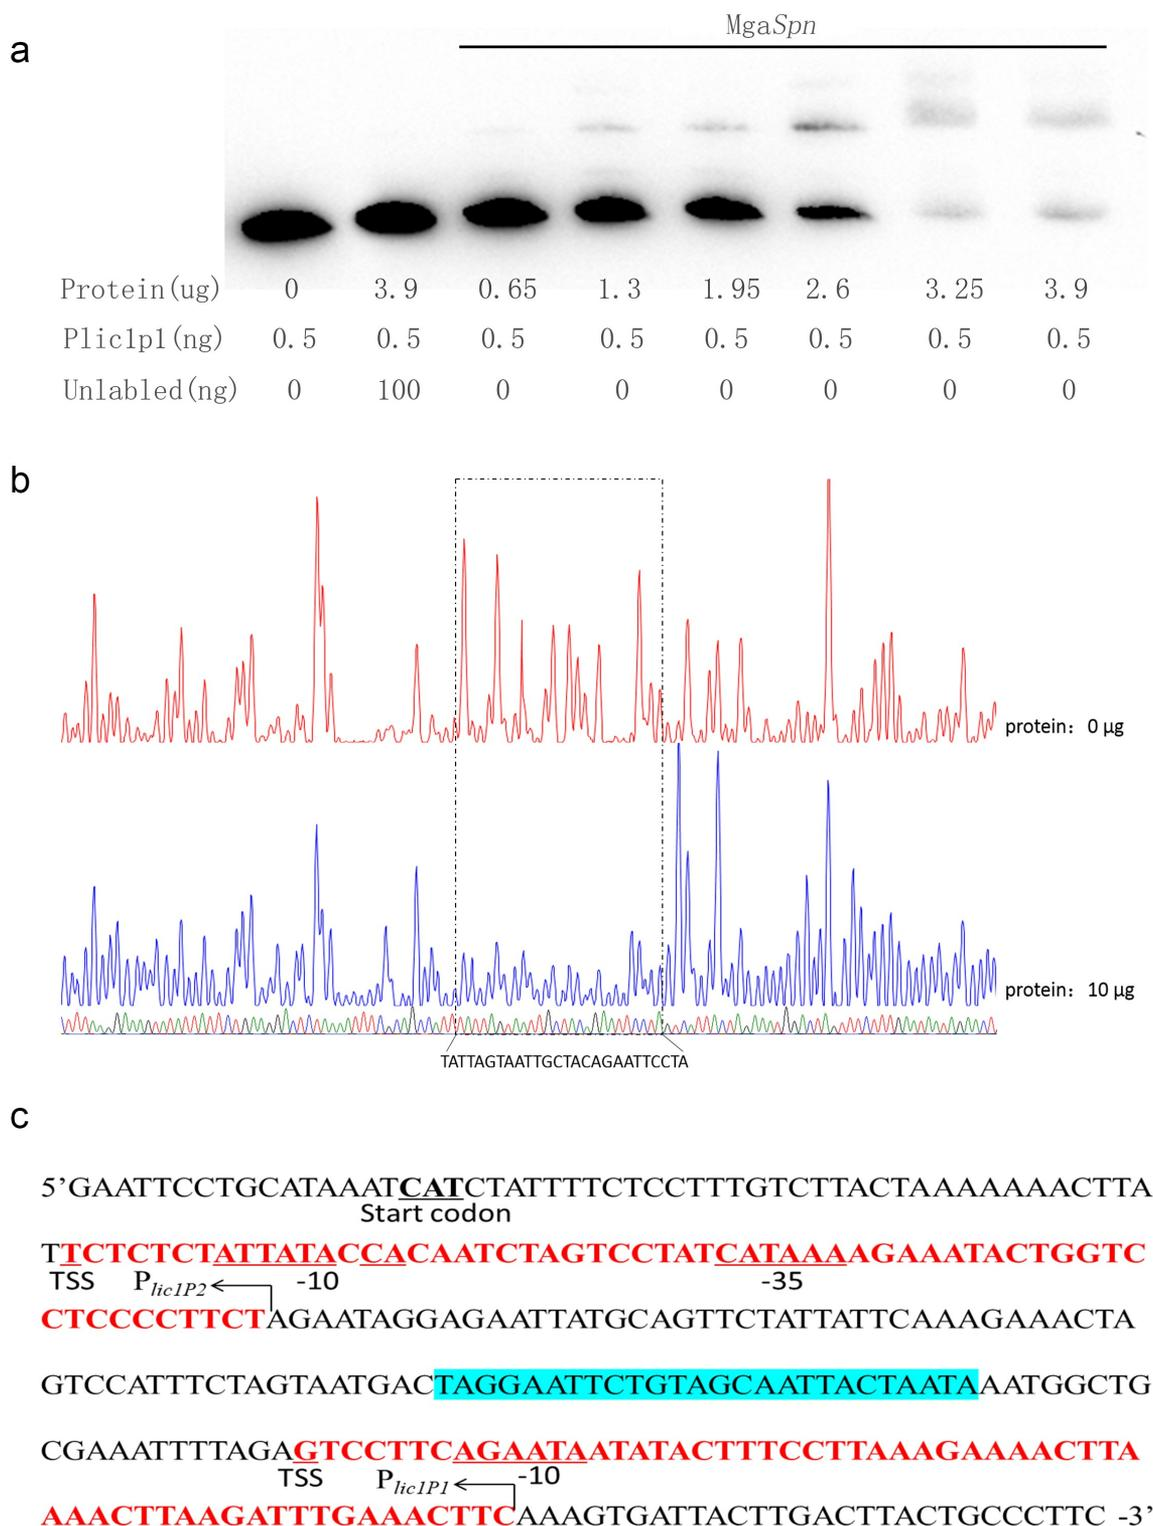 a
MgaSpn
Protein(ug) 0 3.9 0.65 1.3 1.95 2.6 3.25 3.9
Plic1p1(ng) 0.5 0.5 0.5 0.5 0.5 0.5 0.5 0.5
Unlabled(ng) 0 100 0 0 0 0 0 0
b
protein: 0 µg
protein: 10 µg
TATTAGTAATTGCTACAGAATTCCTA
c
5’GAATTCCTGCATAAATCATCTATTTTCTCCTTTGTCTTACTAAAAAAACTTA
Start codon
TTCTCTCTATTATACCACAATCTAGTCCTATCATAAAAGAAATACTGGTC
TSS Plic1P2 -10 -35
CTCCCCTTCTAGAATAGGAGAATTATGCAGTTCTATTATTCAAAGAAACTA
GTCCATTTCTAGTAATGACTAGGAATTCTGTAGCAATTACTAATAAATGGCTG
CGAAATTTTAGAGTCCTTCAGAATAATATACTTTCCTTAAAGAAAACTTA
TSS Plic1P1 -10
AAACTTAAGATTTGAAACTTCAAAGTGATTACTTGACTTACTGCCCTTC -3’